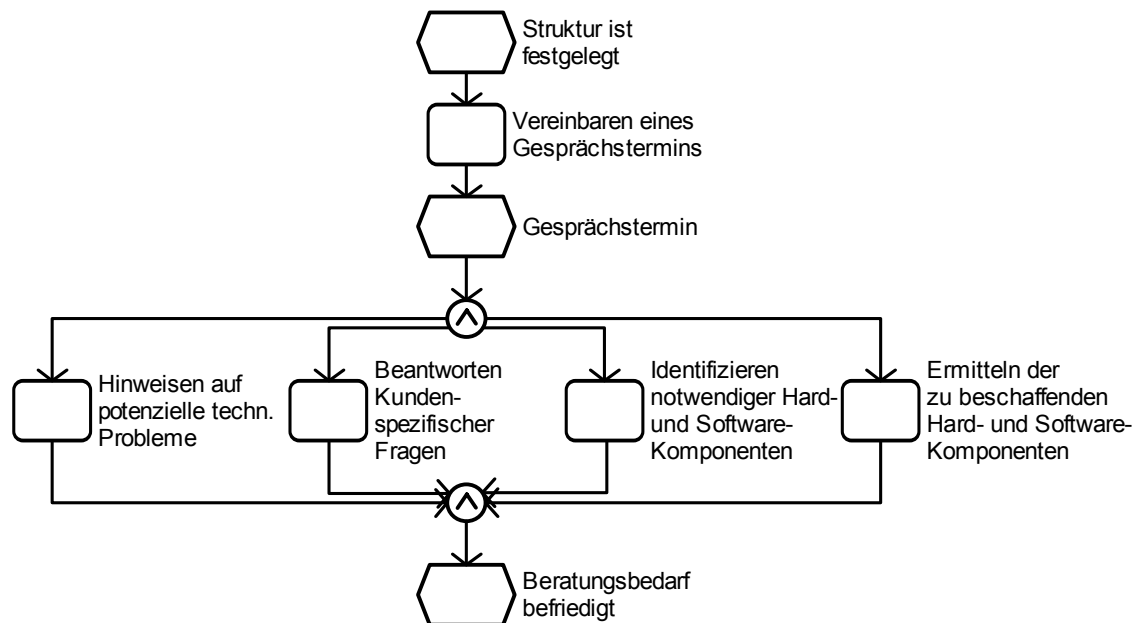 Struktur ist
festgelegt
Vereinbaren eines
Gesprächstermins
Gesprächstermin
Hinweisen auf
potenzielle techn.
Probleme
Beantworten
Kunden-
spezifischer
Fragen
Identifizieren
notwendiger Hard-
und Software-
Komponenten
Ermitteln der
zu beschaffenden
Hard- und Software-
Komponenten
Beratungsbedarf
befriedigt